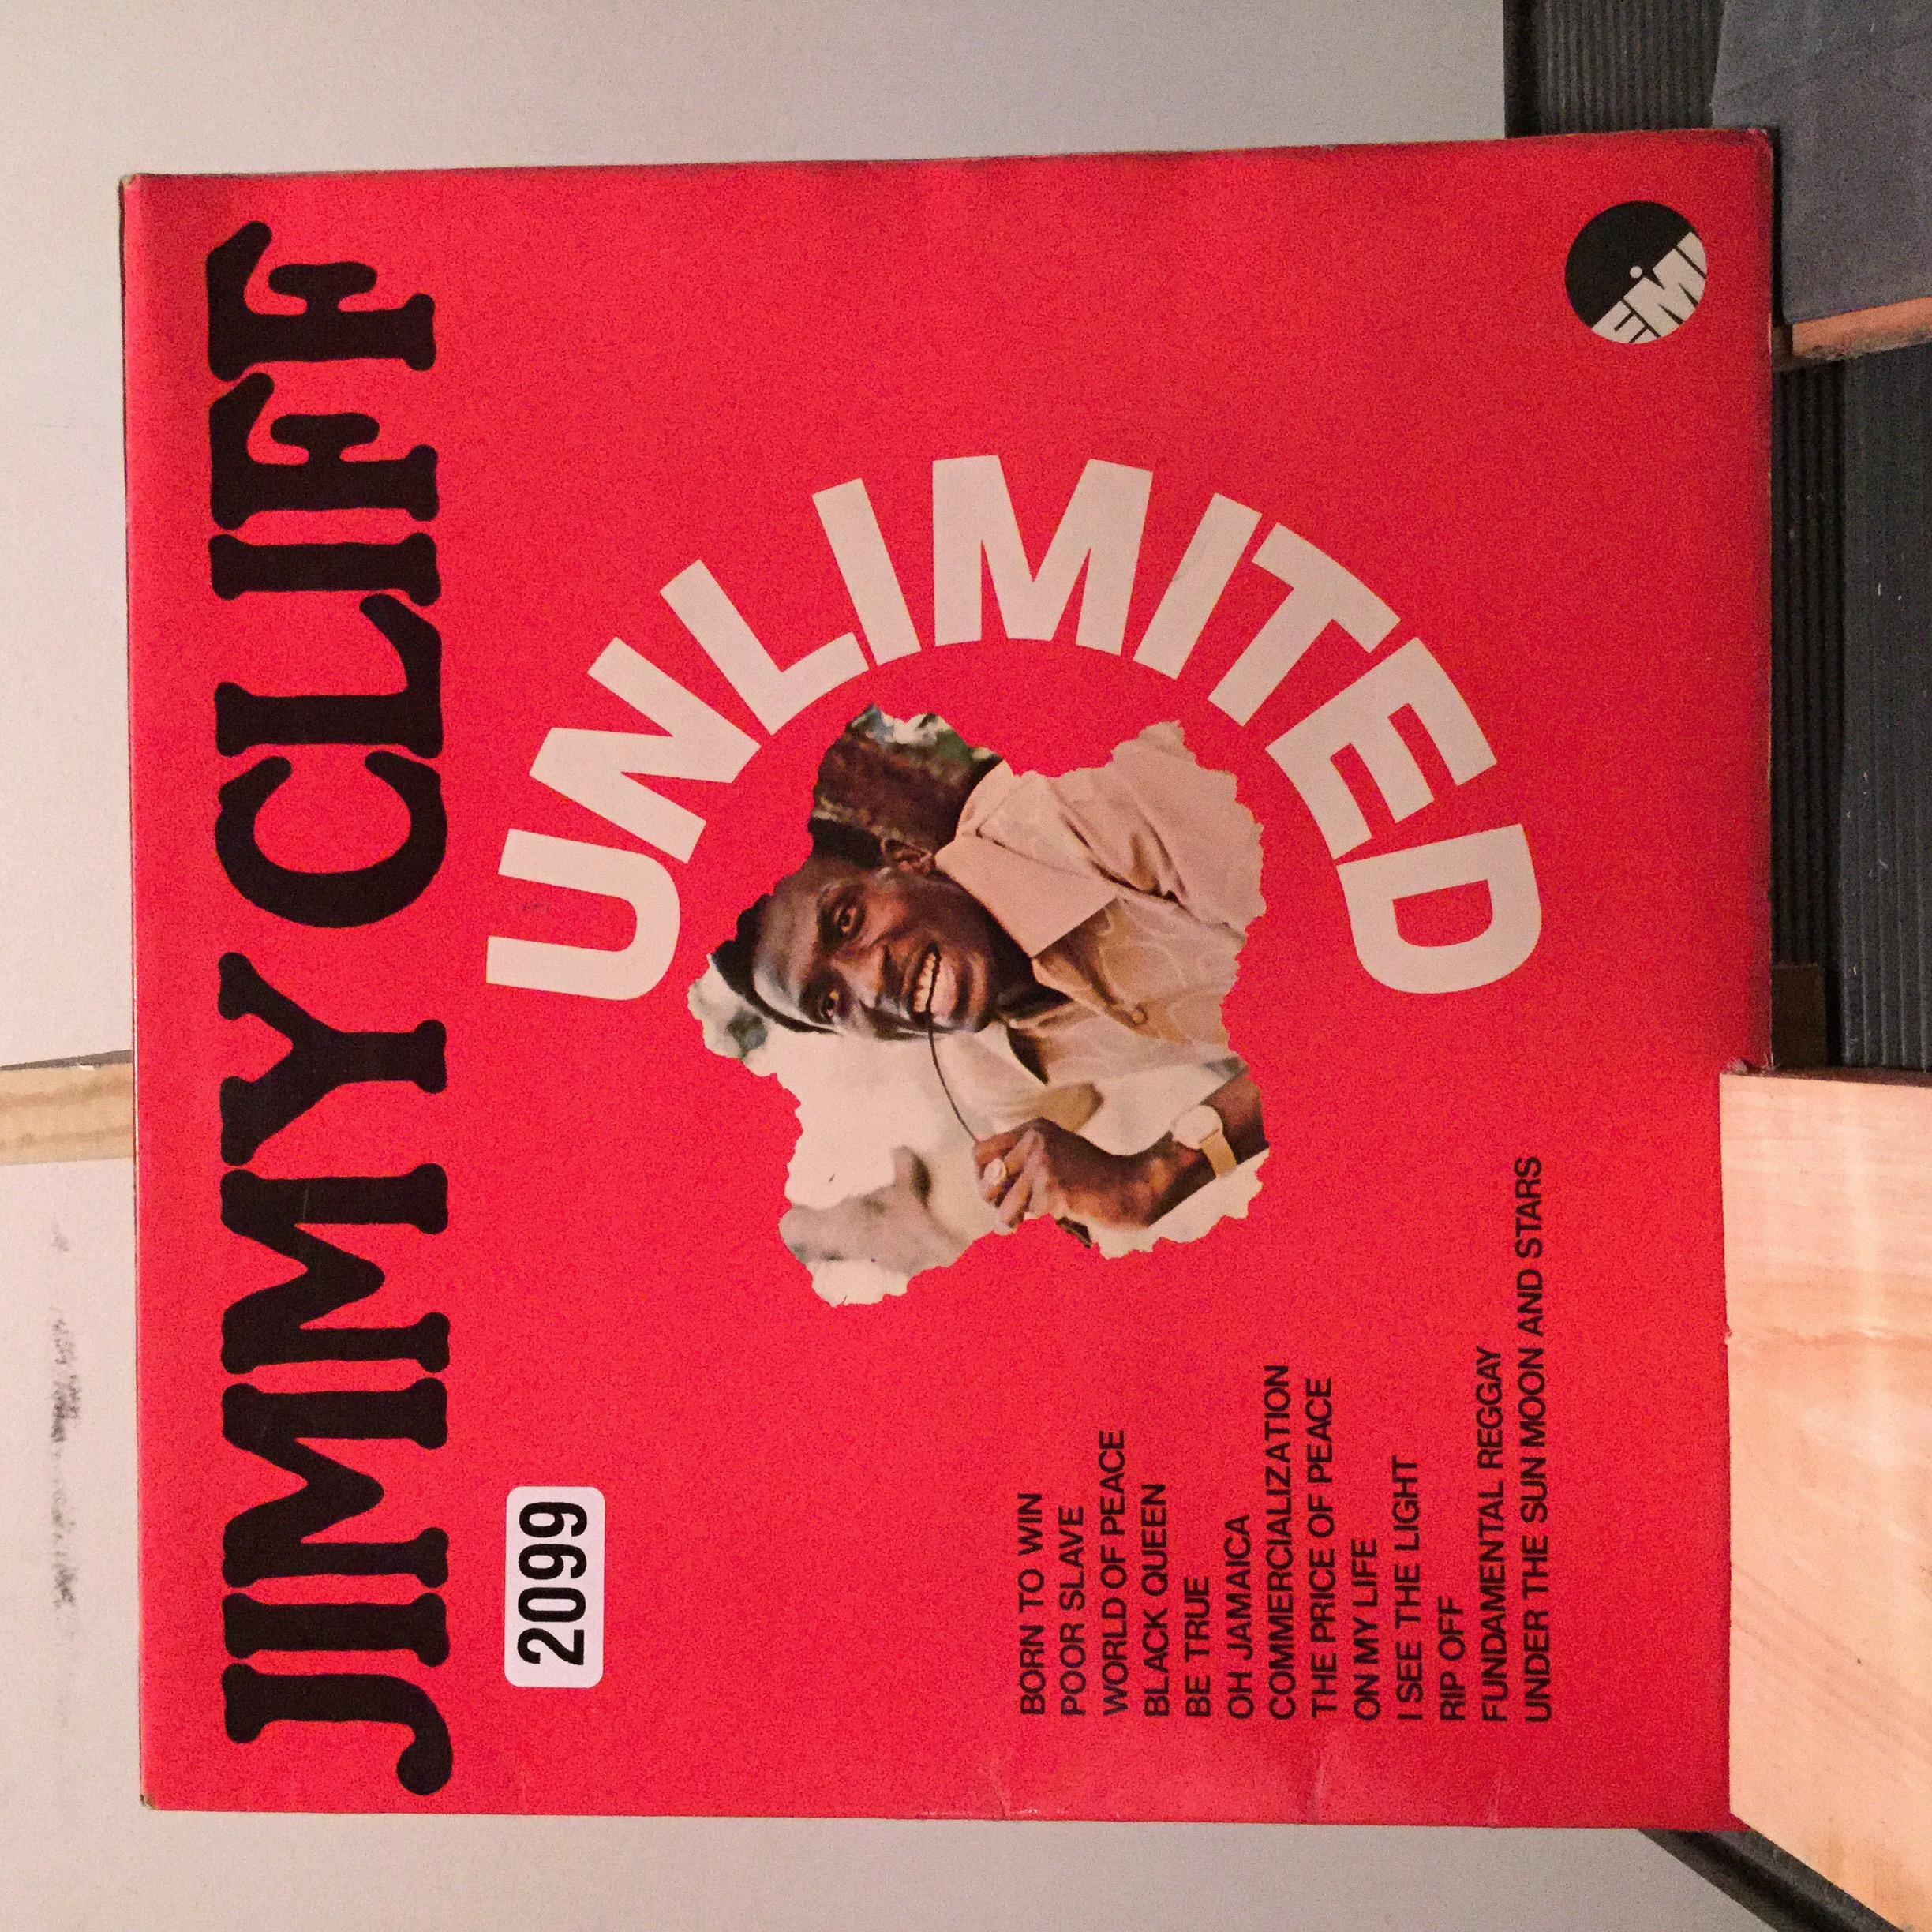 JIMMY CLIFF
2099
UNLIMITED
BORN TO WIN
POOR SLAVE
WORLD OF PEACE
BLACK QUEEN
BE TRUE
OH JAMAICA
COMMERCIALIZATION
THE PRICE OF PEACE
ON MY LIFE
I SEE THE LIGHT
RIP OFF
FUNDAMENTAL REGGAY
UNDER THE SUN MOON AND STARS
EMI